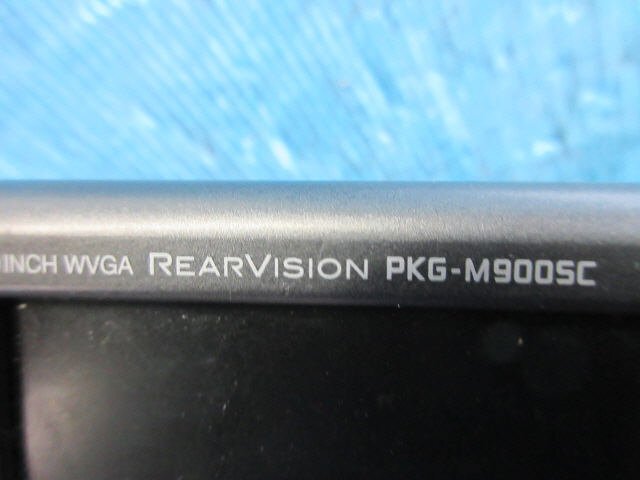 INCH WVGA REARVISION PKG-M900SC